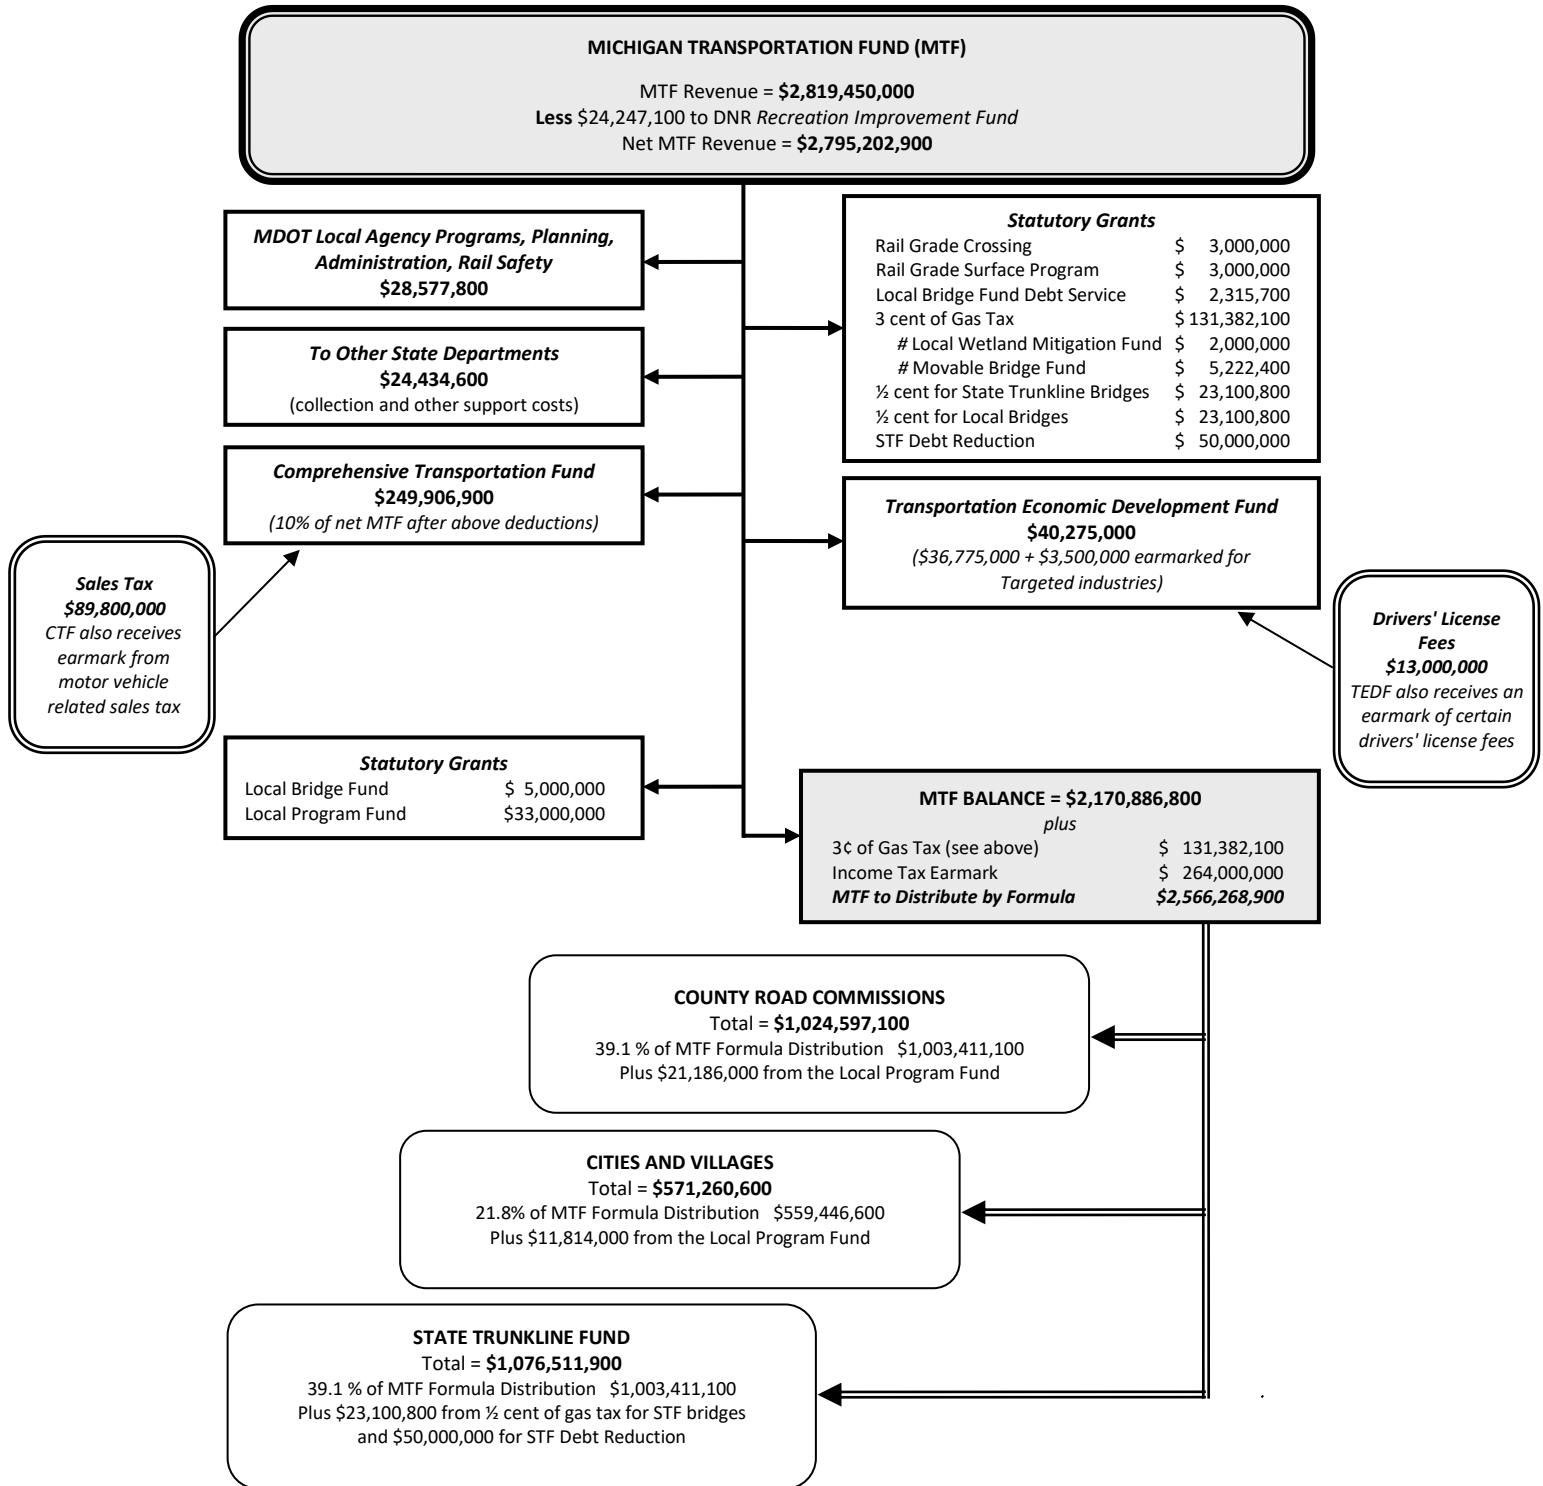 MICHIGAN TRANSPORTATION FUND (MTF)
MTF Revenue = $2,819,450,000
Less $24,247,100 to DNR Recreation Improvement Fund
Net MTF Revenue = $2,795,202,900
MDOT Local Agency Programs, Planning,
Administration, Rail Safety
$28,577,800
Statutory Grants
Rail Grade Crossing $ 3,000,000
Rail Grade Surface Program $ 3,000,000
Local Bridge Fund Debt Service $ 2,315,700
3 cent of Gas Tax $ 131,382,100
# Local Wetland Mitigation Fund $ 2,000,000
# Movable Bridge Fund $ 5,222,400
½ cent for State Trunkline Bridges $ 23,100,800
½ cent for Local Bridges $ 23,100,800
STF Debt Reduction $ 50,000,000
To Other State Departments
$24,434,600
(collection and other support costs)
Comprehensive Transportation Fund
$249,906,900
(10% of net MTF after above deductions)
Transportation Economic Development Fund
$40,275,000
($36,775,000 + $3,500,000 earmarked for
Targeted industries)
Sales Tax
$89,800,000
CTF also receives
earmark from
motor vehicle
related sales tax
Drivers' License
Fees
$13,000,000
TEDF also receives an
earmark of certain
drivers' license fees
Statutory Grants
Local Bridge Fund $ 5,000,000
Local Program Fund $33,000,000
MTF BALANCE = $2,170,886,800
plus
3¢ of Gas Tax (see above) $ 131,382,100
Income Tax Earmark $ 264,000,000
MTF to Distribute by Formula $2,566,268,900
COUNTY ROAD COMMISSIONS
Total = $1,024,597,100
39.1 % of MTF Formula Distribution $1,003,411,100
Plus $21,186,000 from the Local Program Fund
CITIES AND VILLAGES
Total = $571,260,600
21.8% of MTF Formula Distribution $559,446,600
Plus $11,814,000 from the Local Program Fund
STATE TRUNKLINE FUND
Total = $1,076,511,900
39.1 % of MTF Formula Distribution $1,003,411,100
Plus $23,100,800 from ½ cent of gas tax for STF bridges
and $50,000,000 for STF Debt Reduction